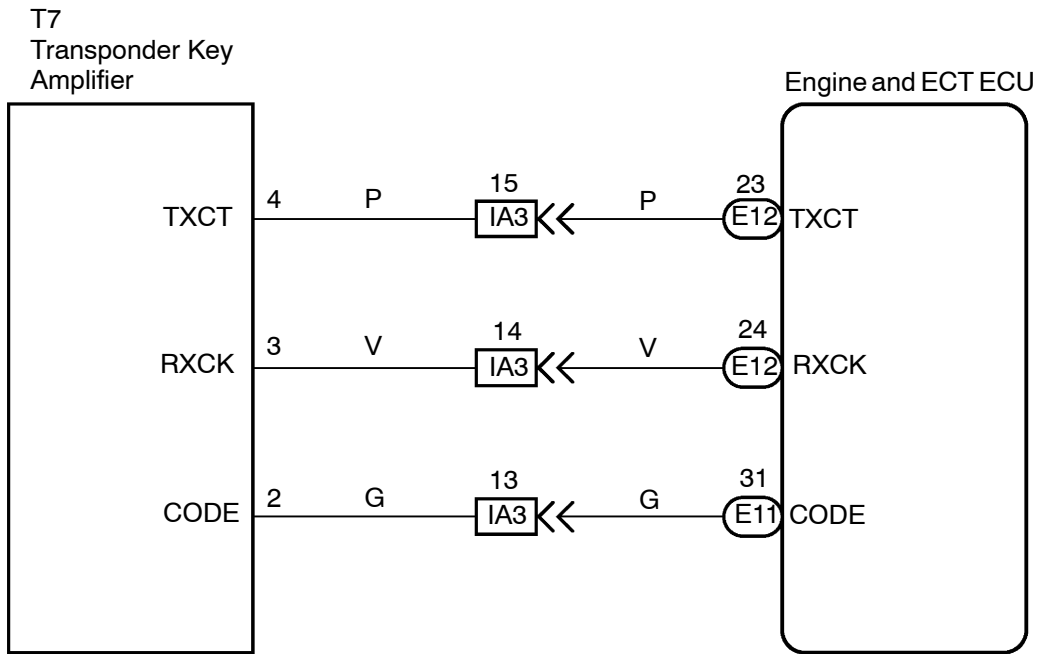 T7
Transponder Key
Amplifier
Engine and ECT ECU
TXCT 4 P 15 IA3 P 23 E12 TXCT
RXCK 3 V 14 IA3 V 24 E12 RXCK
CODE 2 G 13 IA3 G 31 E11 CODE